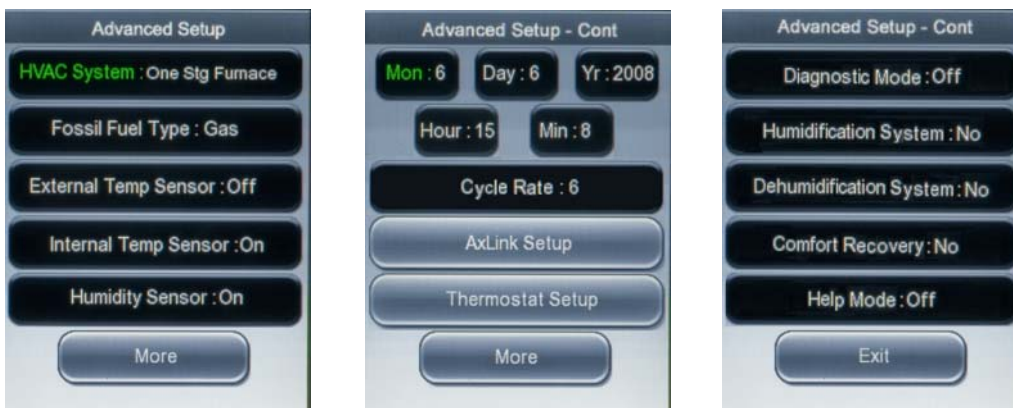 Advanced Setup
HVAC System : One Stg Furnace
Fossil Fuel Type : Gas
External Temp Sensor : Off
Internal Temp Sensor :On
Humidity Sensor : On
More
Advanced Setup - Cont
Mon : 6 Day : 6 Yr : 2008
Hour : 15 Min : 8
Cycle Rate : 6
AxLink Setup
Thermostat Setup
More
Advanced Setup - Cont
Diagnostic Mode : Off
Humidification System : No
Dehumidification System : No
Comfort Recovery : No
Help Mode : Off
Exit